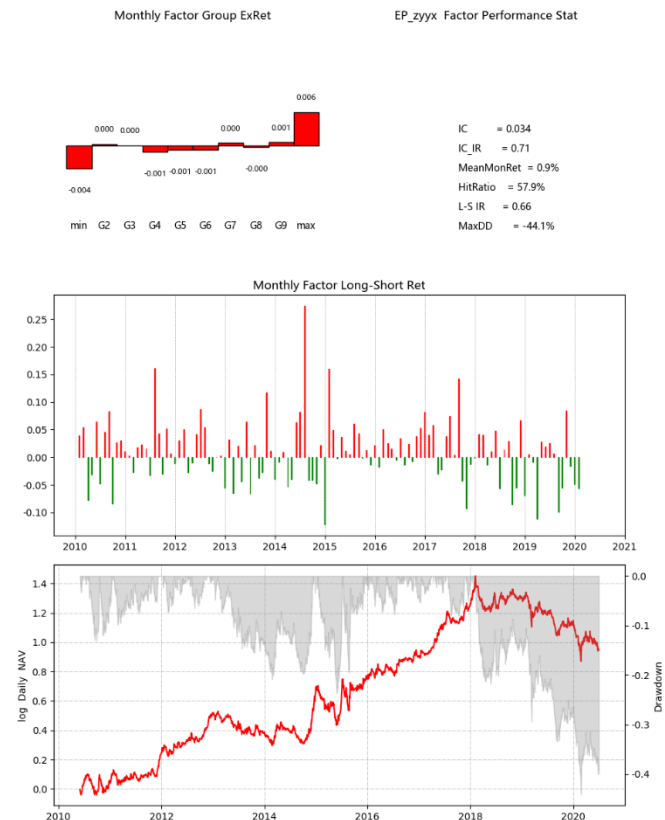 Monthly Factor Group ExRet
EP_zyyx Factor Performance Stat
0.006
0.000 0.000 0.000 0.001
-0.004 -0.001 -0.001 -0.001 -0.000
min G2 G3 G4 G5 G6 G7 G8 G9 max
IC = 0.034
IC_IR = 0.71
MeanMonRet = 0.9%
HitRatio = 57.9%
L-S IR = 0.66
MaxDD = -44.1%
Monthly Factor Long-Short Ret
0.25
0.20
0.15
0.10
0.05
0.00
-0.05
-0.10
2010 2011 2012 2013 2014 2015 2016 2017 2018 2019 2020 2021
log Daily NAV
1.4
1.2
1.0
0.8
0.6
0.4
0.2
0.0
0.0
-0.1
-0.2
-0.3
-0.4
Drawdown
2010 2012 2014 2016 2018 2020